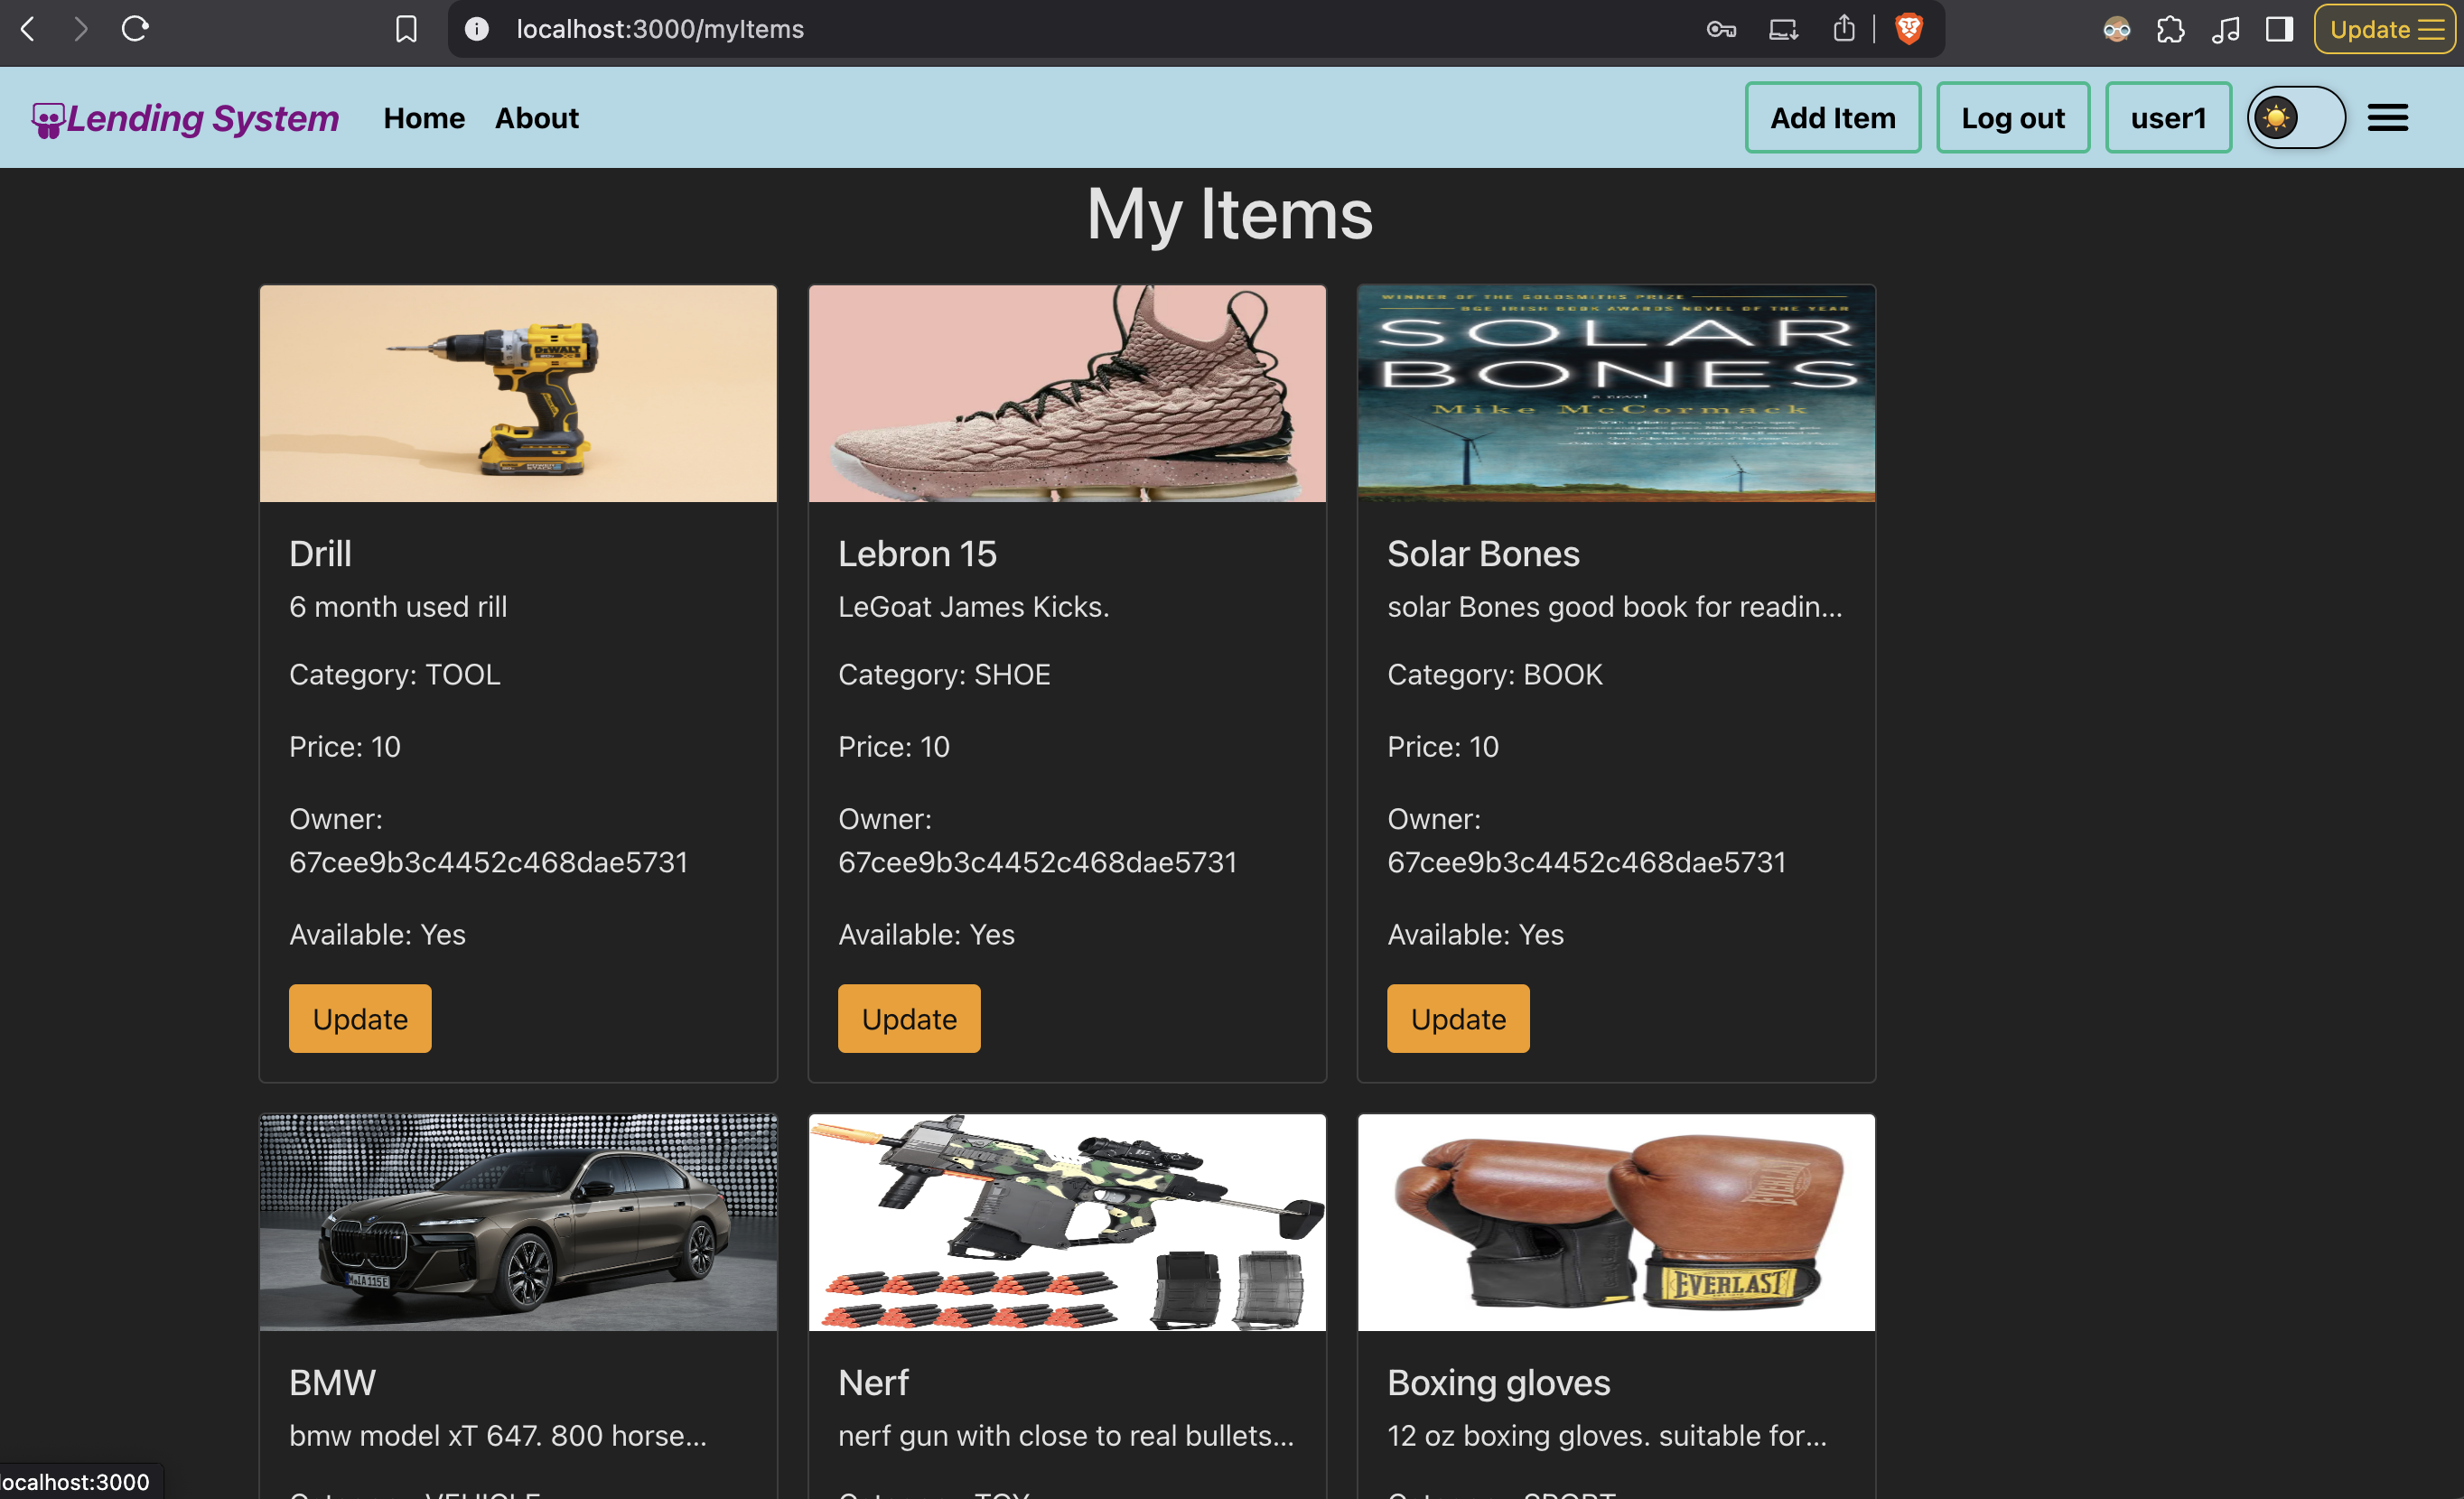 localhost:3000/myItems
Update
Lending System
Home
About
Add Item
Log out
user1
My Items
DEWALT
WINNER OF THE GOLDSMITHS PRIZE
BGE IRISH BOOK AWARDS NOVEL OF THE YEAR
SOLAR
BONES
a novel
Mike McCormack
Drill
6 month used rill
Category: TOOL
Price: 10
Owner:
67cee9b3c4452c468dae5731
Available: Yes
Update
Lebron 15
LeGoat James Kicks.
Category: SHOE
Price: 10
Owner:
67cee9b3c4452c468dae5731
Available: Yes
Update
Solar Bones
solar Bones good book for readin...
Category: BOOK
Price: 10
Owner:
67cee9b3c4452c468dae5731
Available: Yes
Update
EVERLAST
EVERLAST
BMW
bmw model xT 647. 800 horse...
Category: VEHICLE
Nerf
nerf gun with close to real bullets...
Category: TOY
Boxing gloves
12 oz boxing gloves. suitable for...
Category: SPORT
localhost:3000